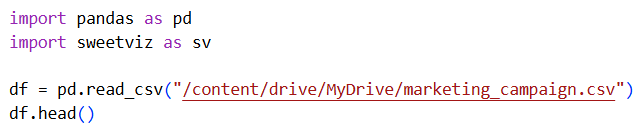 import pandas as pd
import sweetviz as sv
df = pd.read_csv("/content/drive/MyDrive/marketing_campaign.csv")
df.head()